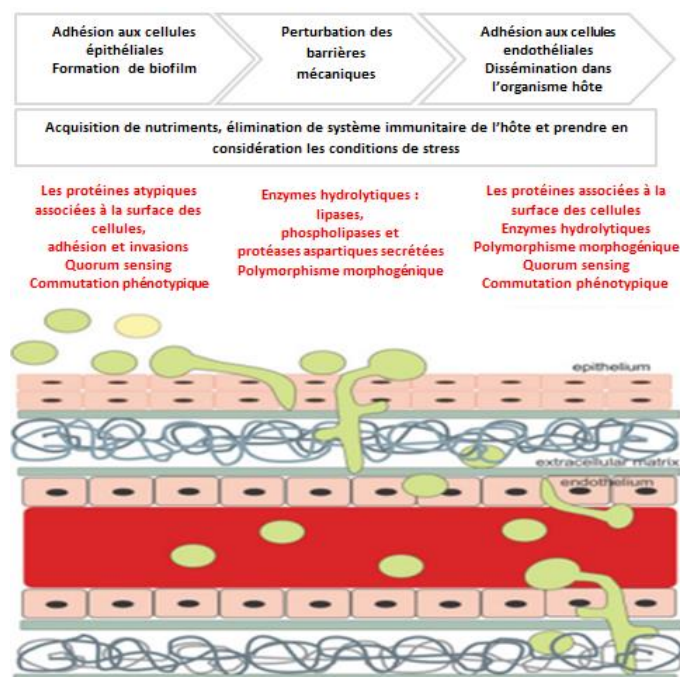 Adhésion aux cellules
épithéliales
Formation de biofilm
Perturbation des
barrières
mécaniques
Adhésion aux cellules
endothéliales
Dissémination dans
l'organisme hôte
Acquisition de nutriments, élimination de système immunitaire de l'hôte et prendre en
considération les conditions de stress
Les protéines atypiques
associées à la surface des
cellules,
adhésion et invasions
Quorum sensing
Commutation phénotypique
Enzymes hydrolytiques :
lipases,
phospholipases et
protéases aspartiques secrétées
Polymorphisme morphogénique
Les protéines associées à la
surface des cellules
Enzymes hydrolytiques
Polymorphisme morphogénique
Quorum sensing
Commutation phénotypique
epithelium
extracellular matrix
endothelium